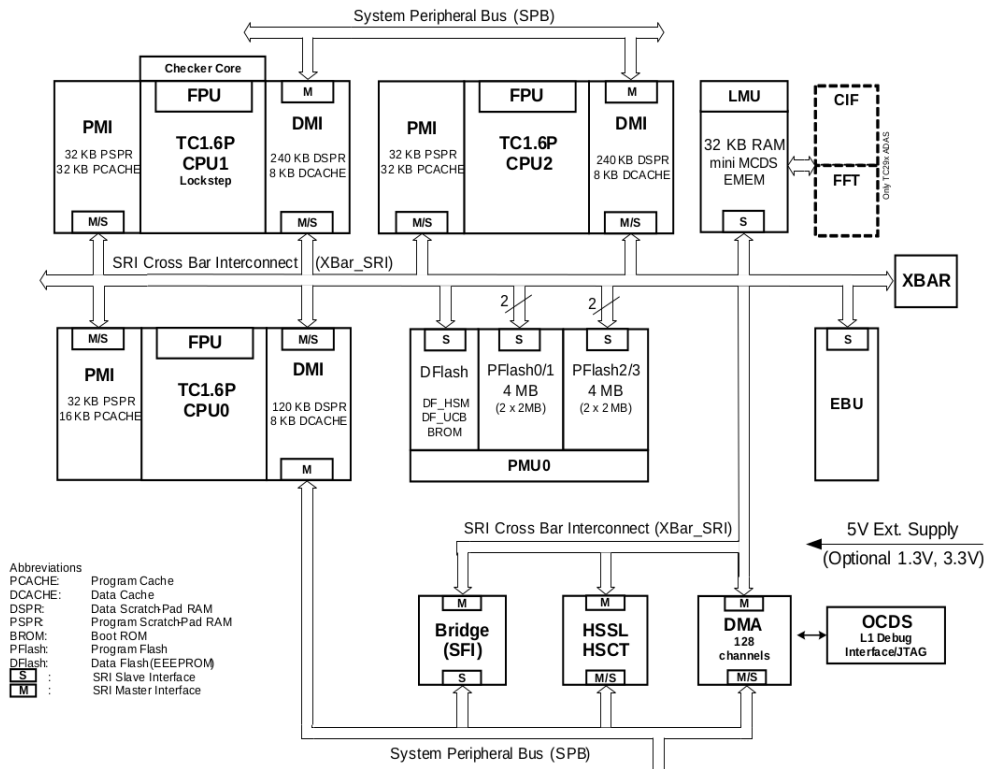 System Peripheral Bus (SPB)
Checker Core
FPU
M
PMI
32 KB PSPR
32 KB PCACHE
M/S
TC1.6P
CPU1
Lockstep
DMI
240 KB DSPR
8 KB DCACHE
M/S
FPU
M
PMI
32 KB PSPR
32 KB PCACHE
M/S
TC1.6P
CPU2
DMI
240 KB DSPR
8 KB DCACHE
M/S
LMU
32 KB RAM
mini MCDS
EMEM
S
CIF
FFT
Only TC29x ADAS
SRI Cross Bar Interconnect (XBar_SRI)
XBAR
2
2
M/S
PMI
32 KB PSPR
16 KB PCACHE
FPU
TC1.6P
CPU0
M/S
DMI
120 KB DSPR
8 KB DCACHE
M
S
DFlash
DF_HSM
DF_UCB
BROM
S
PFlash0/1
4 MB
(2 x 2MB)
S
PFlash2/3
4 MB
(2 x 2MB)
PMU0
S
EBU
SRI Cross Bar Interconnect (XBar_SRI)
5V Ext. Supply
(Optional 1.3V, 3.3V)
M
Bridge
(SFI)
S
M
HSSL
HSCT
M/S
M
DMA
128
channels
M/S
OCDS
L1 Debug
Interface/JTAG
Abbreviations
PCACHE: Program Cache
DCACHE: Data Cache
DSPR: Data Scratch-Pad RAM
PSPR: Program Scratch-Pad RAM
BROM: Boot ROM
PFlash: Program Flash
DFlash: Data Flash(EEEPROM)
S : SRI Slave Interface
M : SRI Master Interface
System Peripheral Bus (SPB)